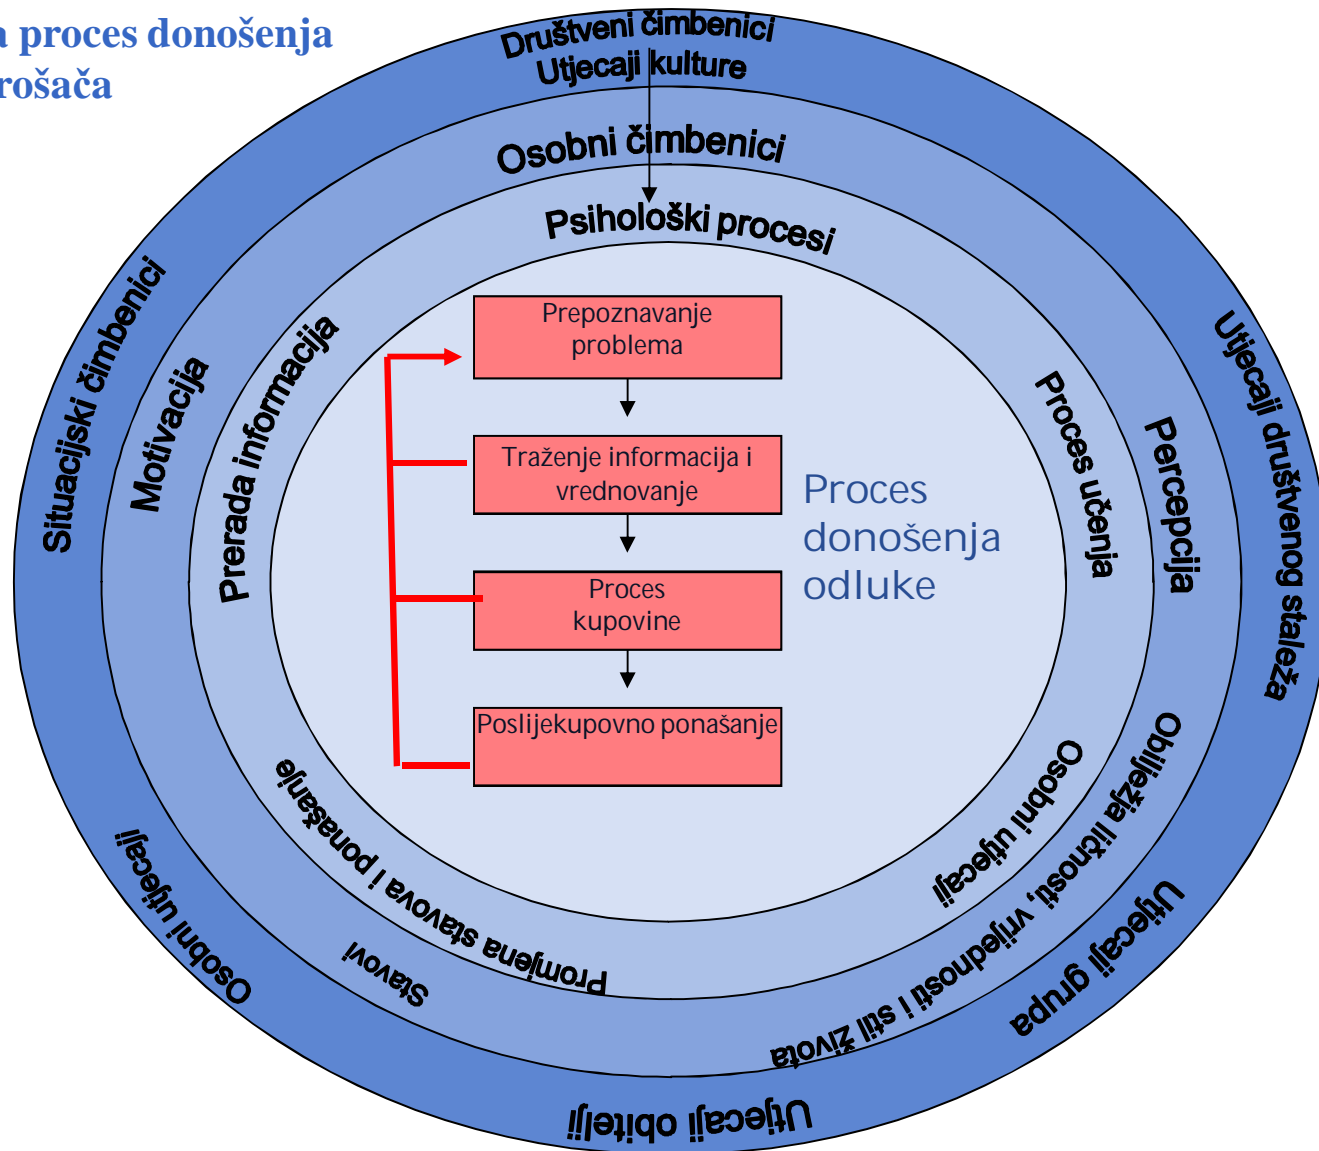 a proces donošenja
rošača
Društveni čimbenici
Utjecaji kulture
Utjecaji društvenog staleža
Utjecaji grupa
Utjecaji obitelji
Osobni utjecaji
Situacijski čimbenici
Osobni čimbenici
Percepcija
Obilježja ličnosti, vrijednosti i stil života
Stavovi
Motivacija
Psihološki procesi
Proces učenja
Osobni utjecaji
Promjena stavova i ponašanje
Prerada informacija
Prepoznavanje
problema
Traženje informacija i
vrednovanje
Proces
kupovine
Poslijekupovno ponašanje
Proces
donošenja
odluke